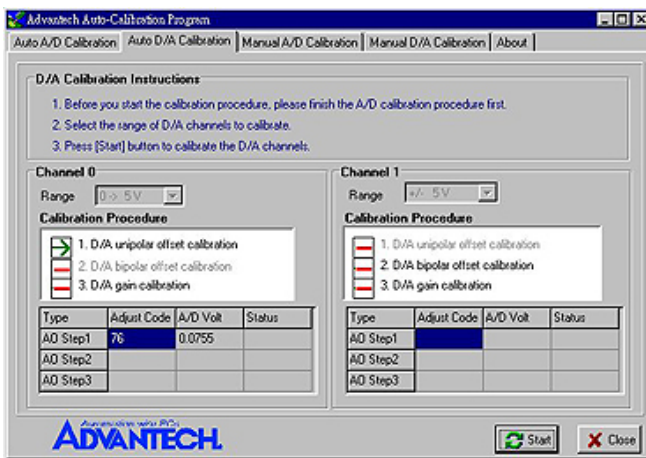 Advantech Auto-Calibration Program
Auto A/D Calibration Auto D/A Calibration Manual A/D Calibration Manual D/A Calibration About
D/A Calibration Instructions
1. Before you start the calibration procedure, please finish the A/D calibration procedure first.
2. Select the range of D/A channels to calibrate.
3. Press [Start] button to calibrate the D/A channels.
Channel 0
Range 0 -> 5 V
Calibration Procedure
1. D/A unipolar offset calibration
2. D/A bipolar offset calibration
3. D/A gain calibration
Type Adjust Code A/D Volt Status
AO Step1 76 0.0755
AO Step2
AO Step3
Channel 1
Range +/- 5V
Calibration Procedure
1. D/A unipolar offset calibration
2. D/A bipolar offset calibration
3. D/A gain calibration
Type Adjust Code A/D Volt Status
AO Step1
AO Step2
AO Step3
Automation with PCs
ADVANTECH.
Start Close